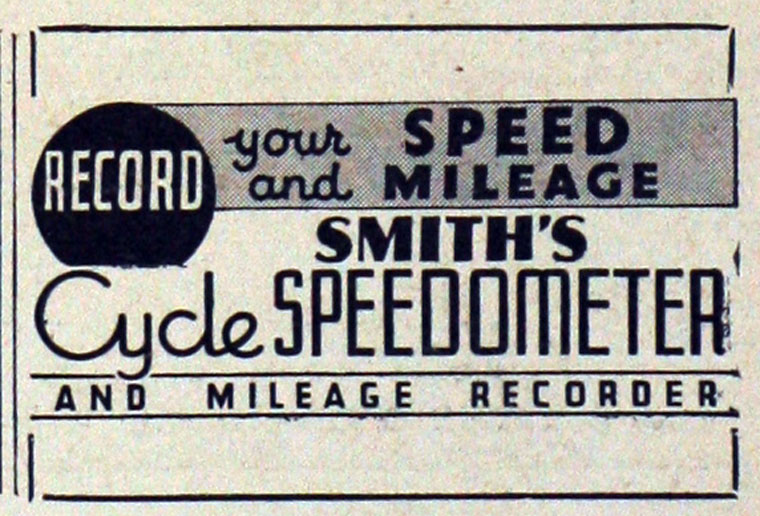 RECORD your SPEED
and MILEAGE
SMITH'S
Cycle SPEEDOMETER
AND MILEAGE RECORDER